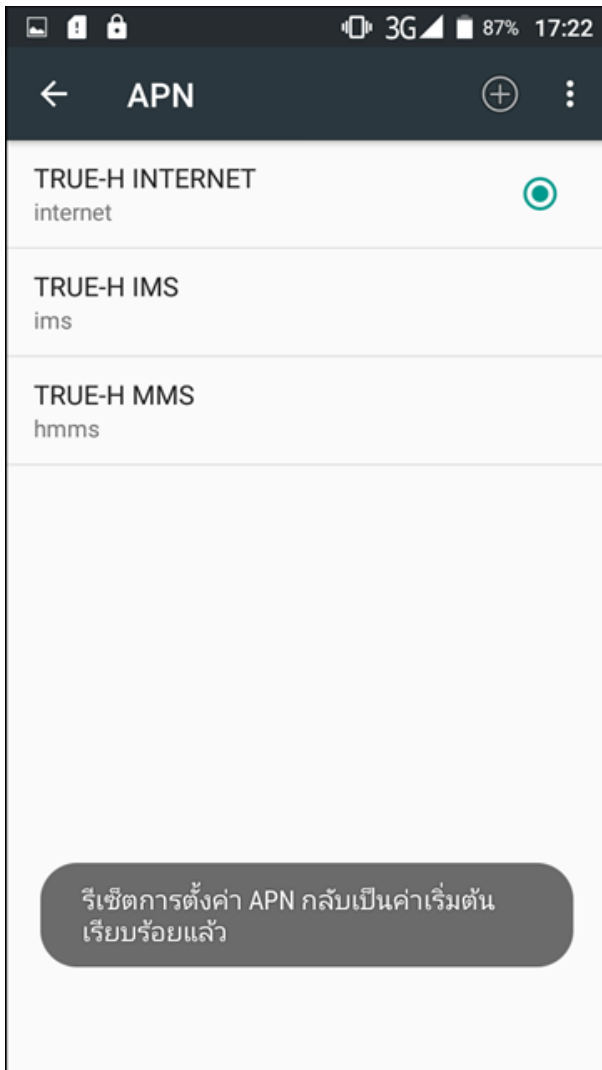 3G 87% 17:22
APN
TRUE-H INTERNET
internet
TRUE-H IMS
ims
TRUE-H MMS
hmms
รีเซ็ตการตั้งค่า APN กลับเป็นค่าเริ่มต้น
เรียบร้อยแล้ว